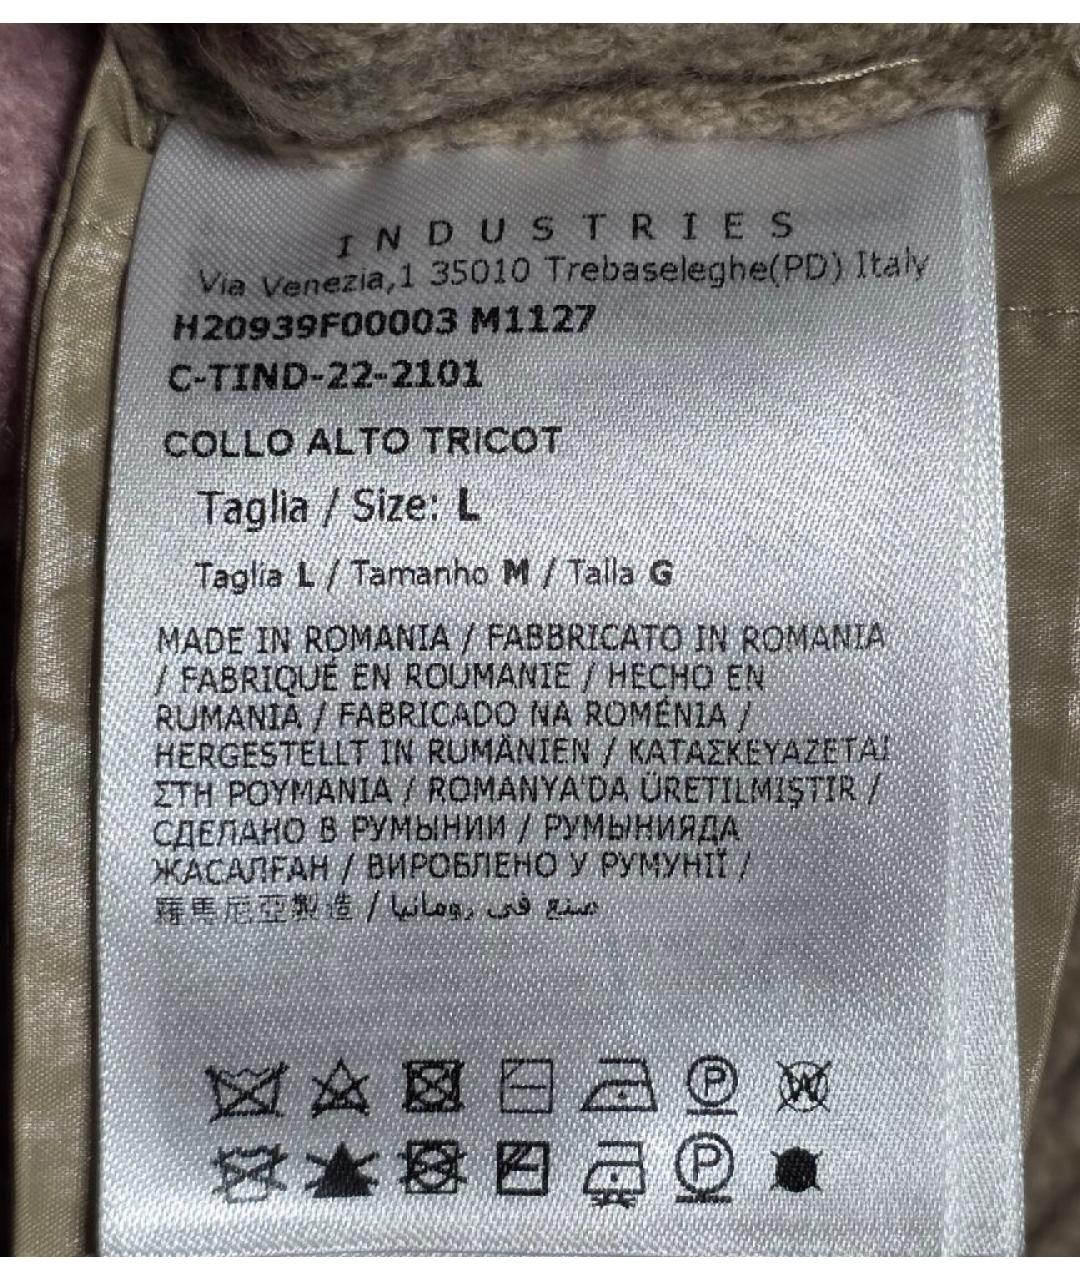 INDUSTRIES
Via Venezia,1 35010 Trebaseleghe(PD) Italy
H20939F00003 M1127
C-TIND-22-2101
COLLO ALTO TRICOT
Taglia / Size: L
Taglia L / Tamanho M / Talla G
MADE IN ROMANIA / FABBRICATO IN ROMANIA
/ FABRIQUÉ EN ROUMANIE / HECHO EN
RUMANIA / FABRICADO NA ROMÉNIA /
HERGESTELLT IN RUMÄNIEN / ΚΑΤΑΣΚΕΥΑΖΕΤΑΙ
ΣΤΗ ΡΟΥΜΑΝΙΑ / ROMANYA'DA ÜRETILMIŞTIR /
СДЕЛАНО В РУМЫНИИ / РУМЫНИЯДА
ЖАСАЛҒАН / ВИРОБЛЕНО У РУМУНІЇ /
羅馬尼亞製造 / صنع في رومانيا
P
W
P